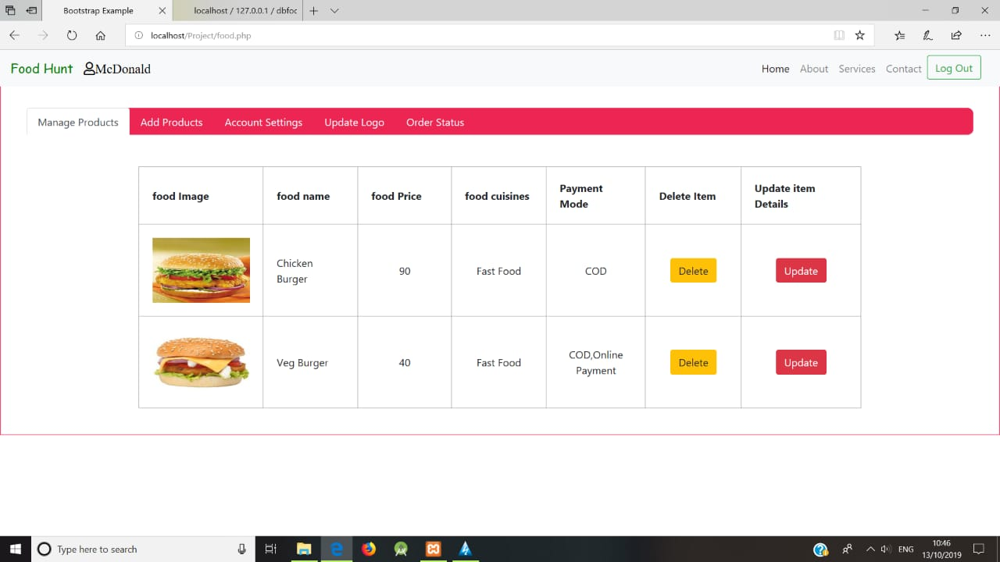 Bootstrap Example
localhost / 127.0.0.1 / dbfoc
localhost/Project/food.php
Food Hunt McDonald Home About Services Contact Log Out
Manage Products Add Products Account Settings Update Logo Order Status
food Image food name food Price food cuisines Payment Mode Delete Item Update item Details
Chicken Burger 90 Fast Food COD Delete Update
Veg Burger 40 Fast Food COD,Online Payment Delete Update
Type here to search
ENG
10:46
13/10/2019